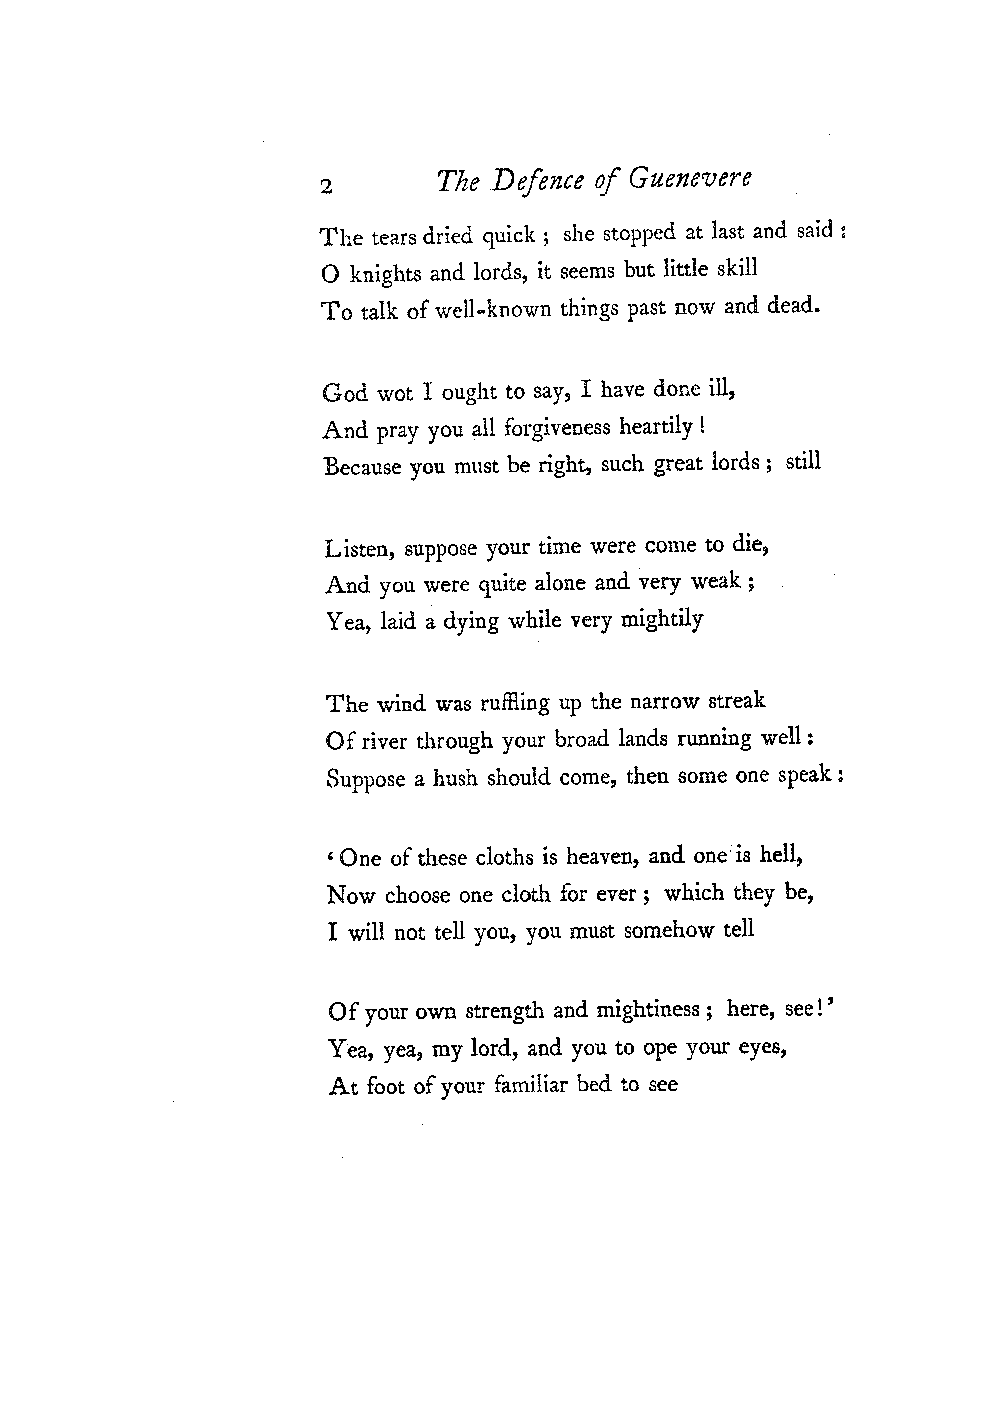 2 The Defence of Guenevere
The tears dried quick ; she stopped at last and said :
O knights and lords, it seems but little skill
To talk of well-known things past now and dead.
God wot I ought to say, I have done ill,
And pray you all forgiveness heartily !
Because you must be right, such great lords ; still
Listen, suppose your time were come to die,
And you were quite alone and very weak ;
Yea, laid a dying while very mightily
The wind was ruffling up the narrow streak
Of river through your broad lands running well :
Suppose a hush should come, then some one speak :
‘ One of these cloths is heaven, and one is hell,
Now choose one cloth for ever ; which they be,
I will not tell you, you must somehow tell
Of your own strength and mightiness ; here, see ! ’
Yea, yea, my lord, and you to ope your eyes,
At foot of your familiar bed to see